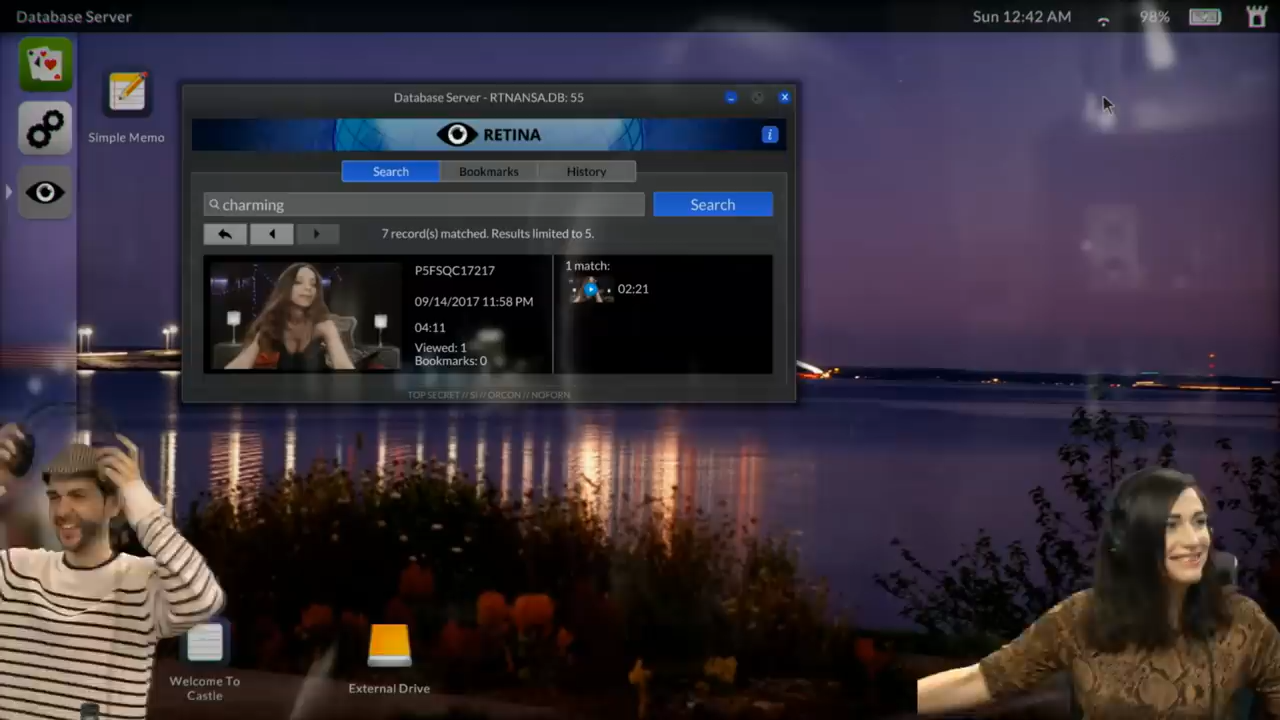 Database Server
Sun 12:42 AM
98%
Simple Memo
Database Server - RTNANSA.DB: 55
RETINA
i
Search
Bookmarks
History
charming
Search
7 record(s) matched. Results limited to 5.
P5FSQC17217
09/14/2017 11:58 PM
04:11
Viewed: 1
Bookmarks: 0
1 match:
02:21
TOP SECRET // SI // ORCON // NOFORN
Welcome To
Castle
External Drive